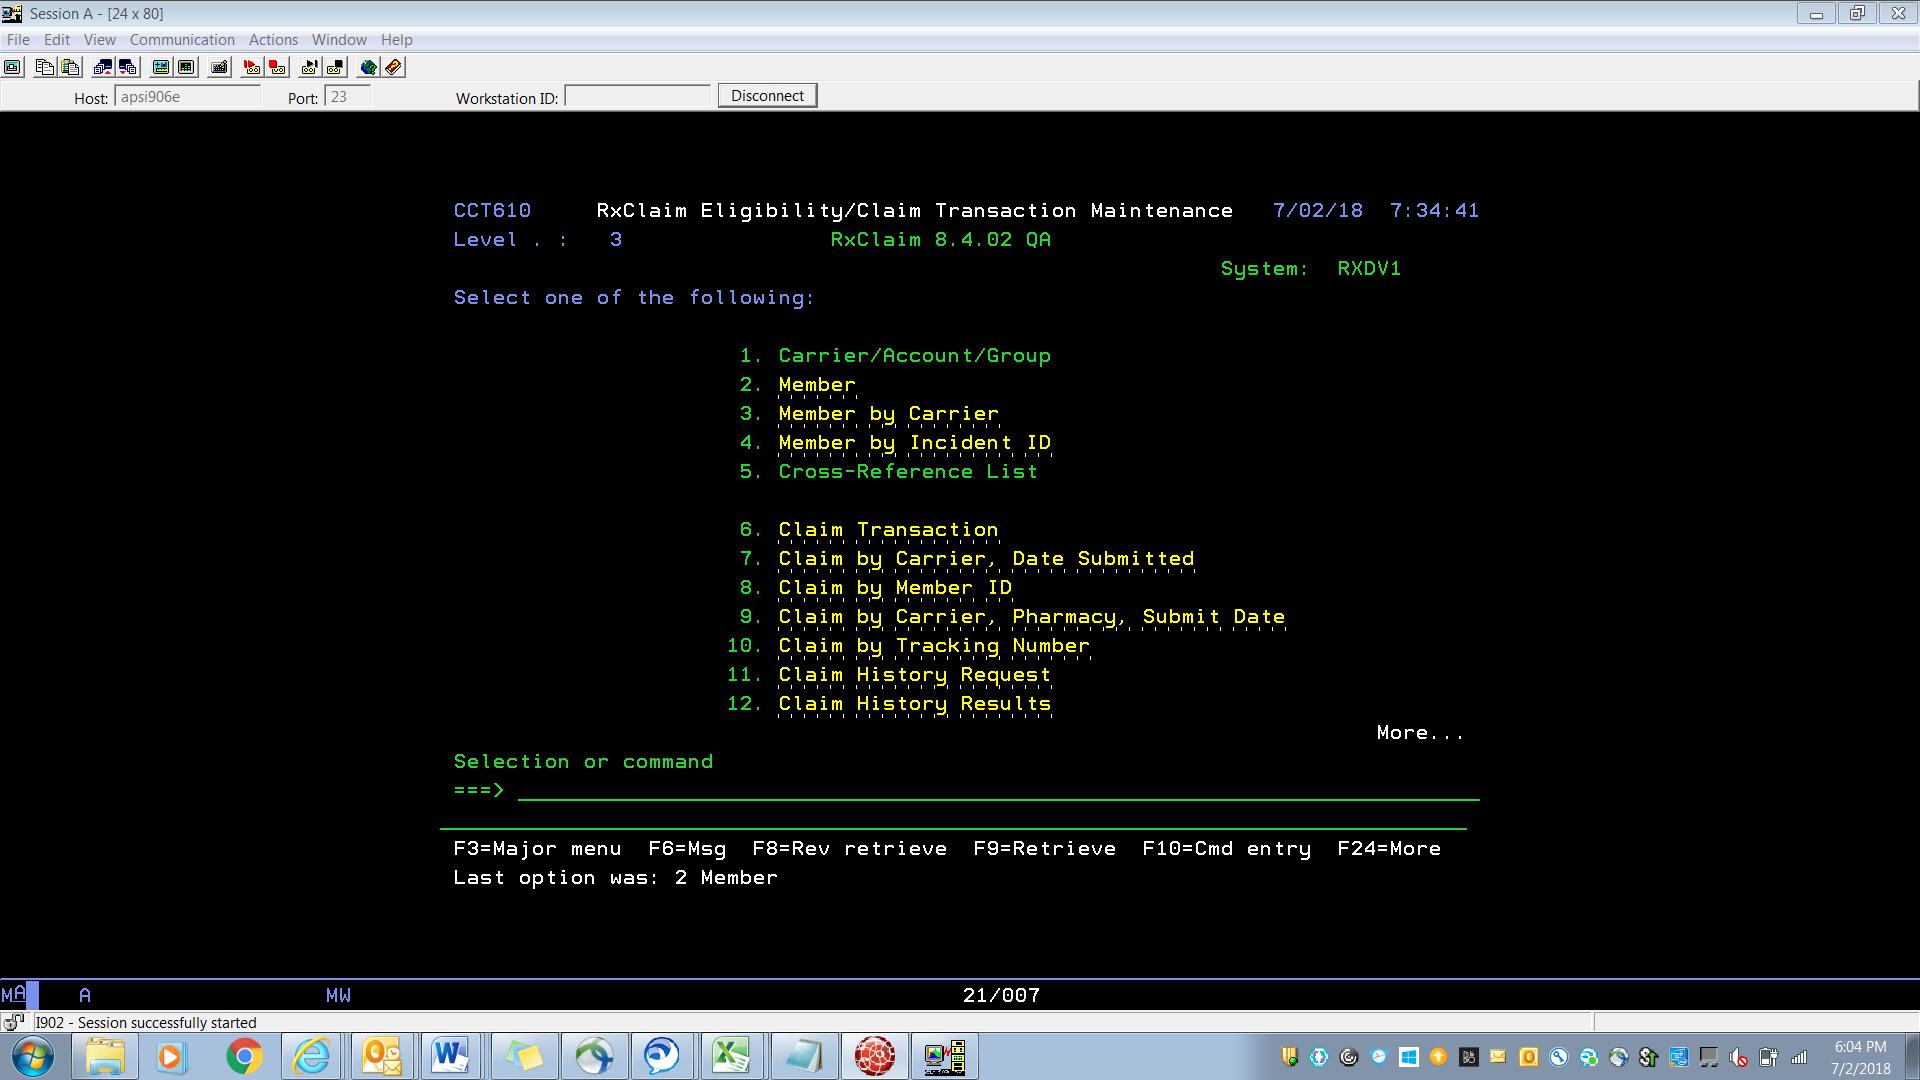 Session A - [24 x 80]
File Edit View Communication Actions Window Help
Host: apsi906e Port: 23 Workstation ID: Disconnect
CCT610 RxClaim Eligibility/Claim Transaction Maintenance 7/02/18 7:34:41
Level . : 3 RxClaim 8.4.02 QA
System: RXDV1
Select one of the following:
1. Carrier/Account/Group
2. Member
3. Member by Carrier
4. Member by Incident ID
5. Cross-Reference List
6. Claim Transaction
7. Claim by Carrier, Date Submitted
8. Claim by Member ID
9. Claim by Carrier, Pharmacy, Submit Date
10. Claim by Tracking Number
11. Claim History Request
12. Claim History Results
More...
Selection or command
===>
F3=Major menu F6=Msg F8=Rev retrieve F9=Retrieve F10=Cmd entry F24=More
Last option was: 2 Member
MA A MW 21/007
I902 - Session successfully started
6:04 PM
7/2/2018